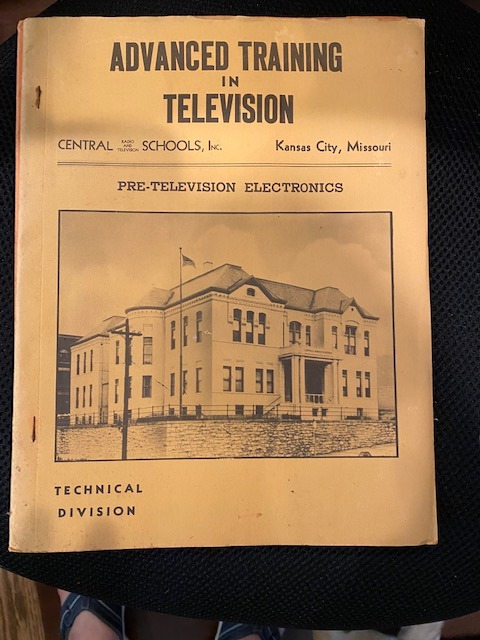 ADVANCED TRAINING
IN
TELEVISION
CENTRAL RADIO AND TELEVISION SCHOOLS, INC. Kansas City, Missouri
PRE-TELEVISION ELECTRONICS
TECHNICAL
DIVISION